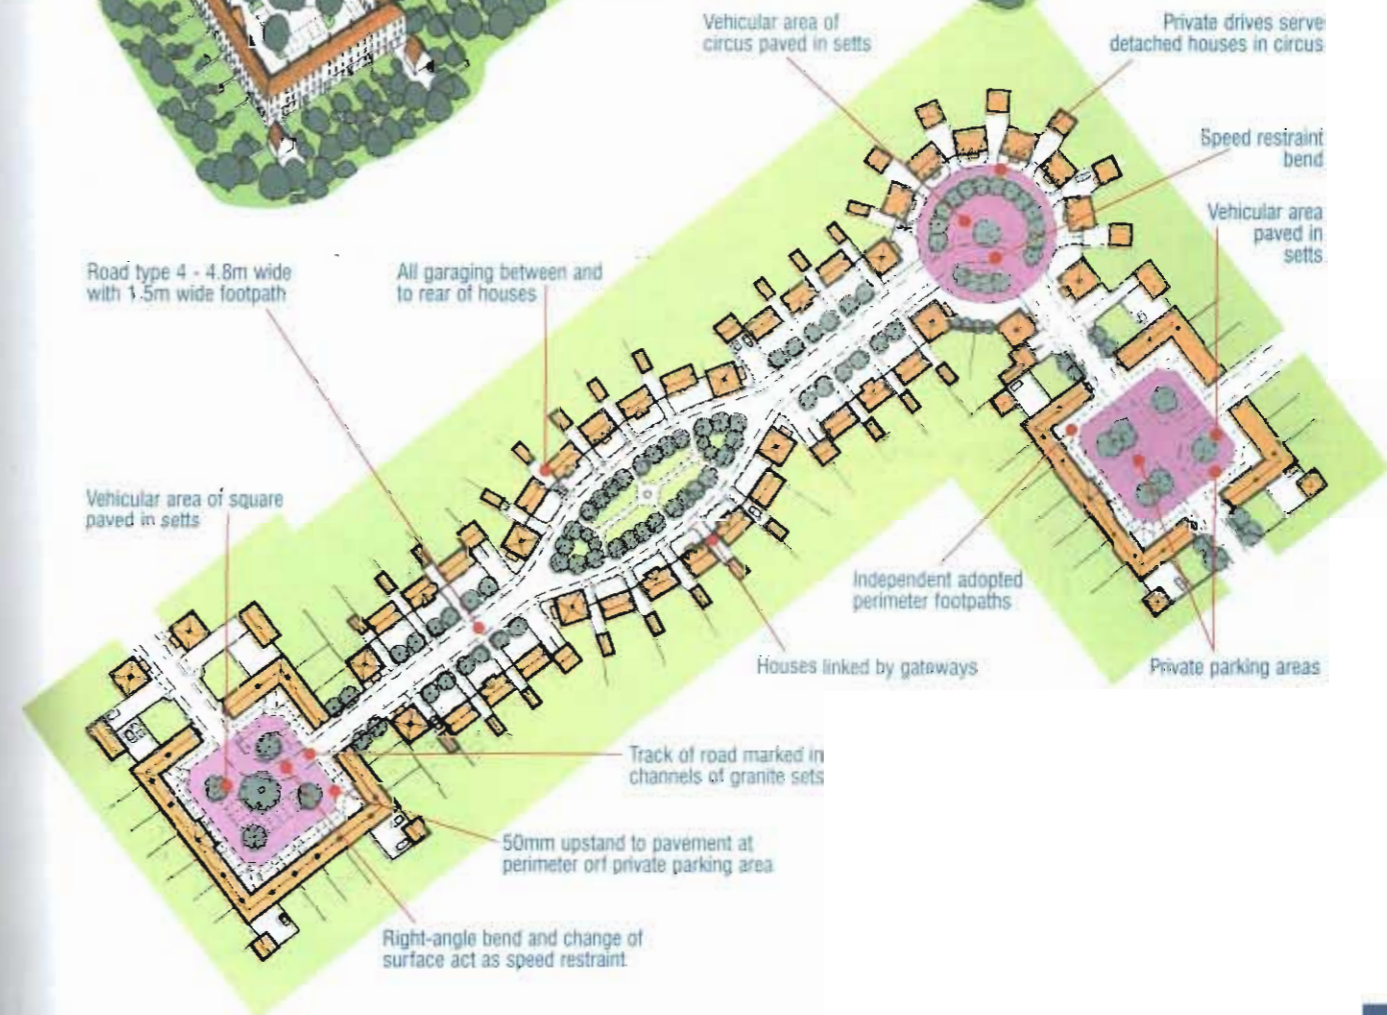 Vehicular area of
circus paved in setts
Private drives serve
detached houses in circus
Speed restraint
bend
Vehicular area
paved in
setts
Road type 4 - 4.8m wide
with 1.5m wide footpath
All garaging between and
to rear of houses
Vehicular area of square
paved in setts
Independent adopted
perimeter footpaths
Houses linked by gateways
Private parking areas
Track of road marked in
channels of granite sets
50mm upstand to pavement at
perimeter orf private parking area
Right-angle bend and change of
surface act as speed restraint